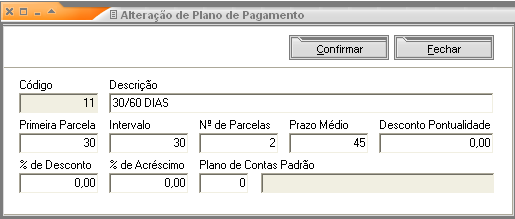 Alteração de Plano de Pagamento
Confirmar Fechar
Código Descrição
11 30/60 DIAS
Primeira Parcela Intervalo Nº de Parcelas Prazo Médio Desconto Pontualidade
30 30 2 45 0,00
% de Desconto % de Acréscimo Plano de Contas Padrão
0,00 0,00 0